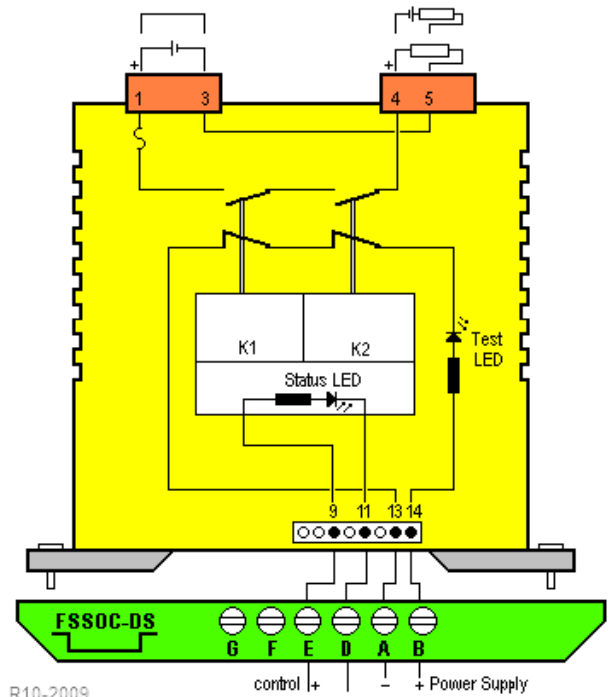 + +
1 3 4 5
K1 K2
Test
LED
Status LED
9 11 13 14
FSSOC-DS
G F E D A B
control + - + Power Supply
R10-2009